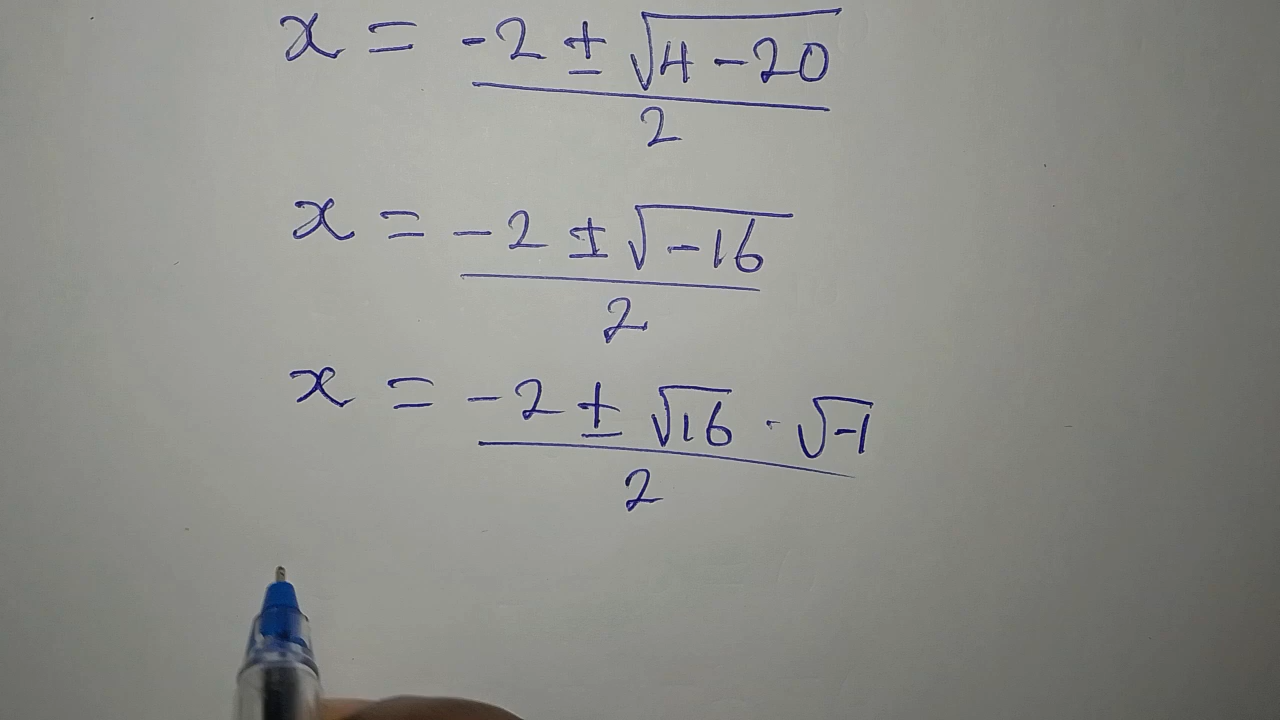 x = (-2 ± √(4 - 20)) / 2
x = (-2 ± √(-16)) / 2
x = (-2 ± √16 · √-1) / 2